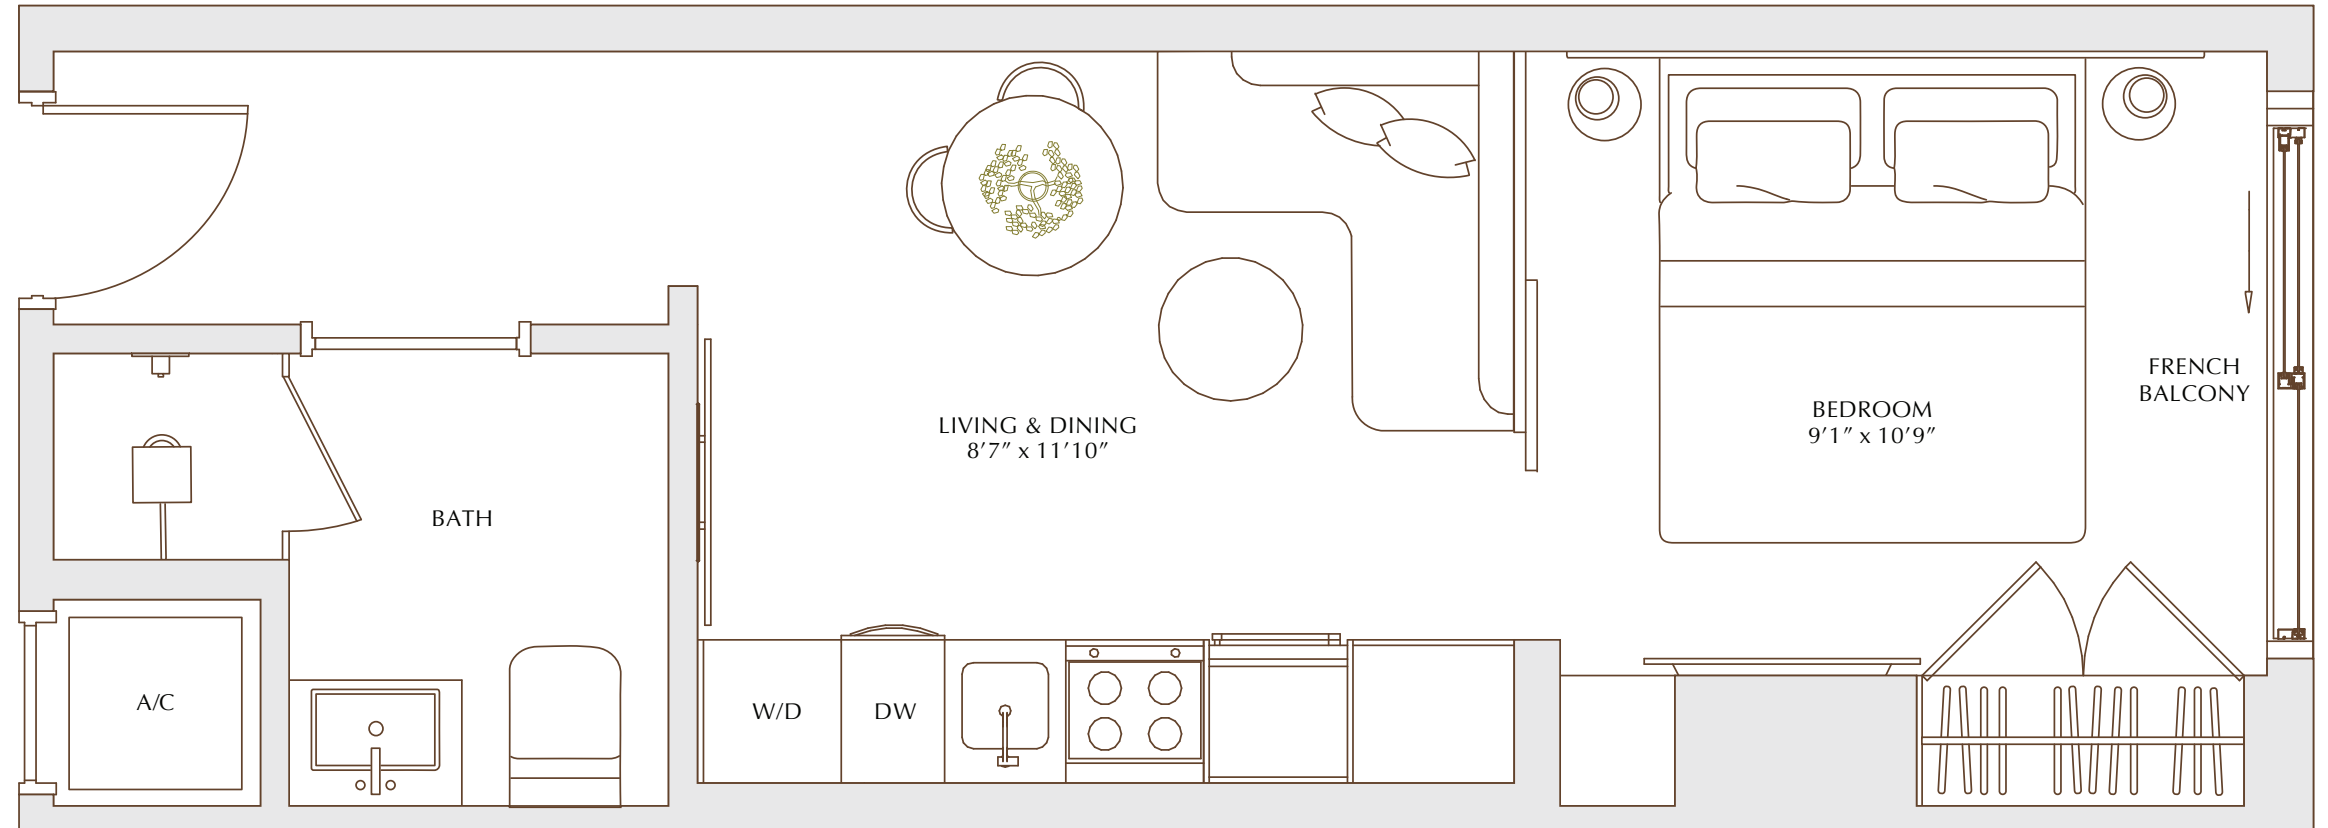 FRENCH
BALCONY
LIVING & DINING
8’7” x 11’10”
BEDROOM
9’1” x 10’9”
BATH
A/C
W/D
DW